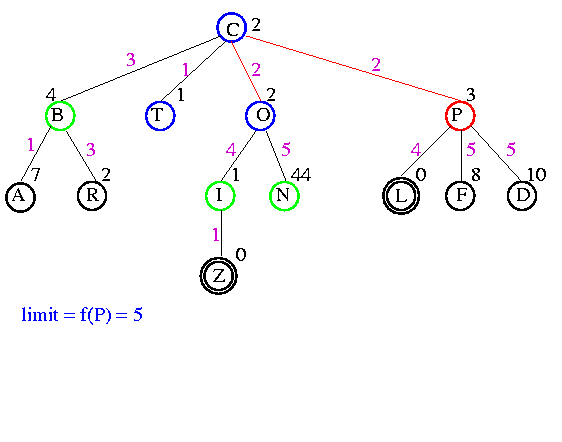 C 2
3 1 2 2
4 1 2 3
B T O P
1 3 4 5 4 5 5
7 2 1 44 0 8 10
A R I N L F D
1
0
Z
limit = f(P) = 5